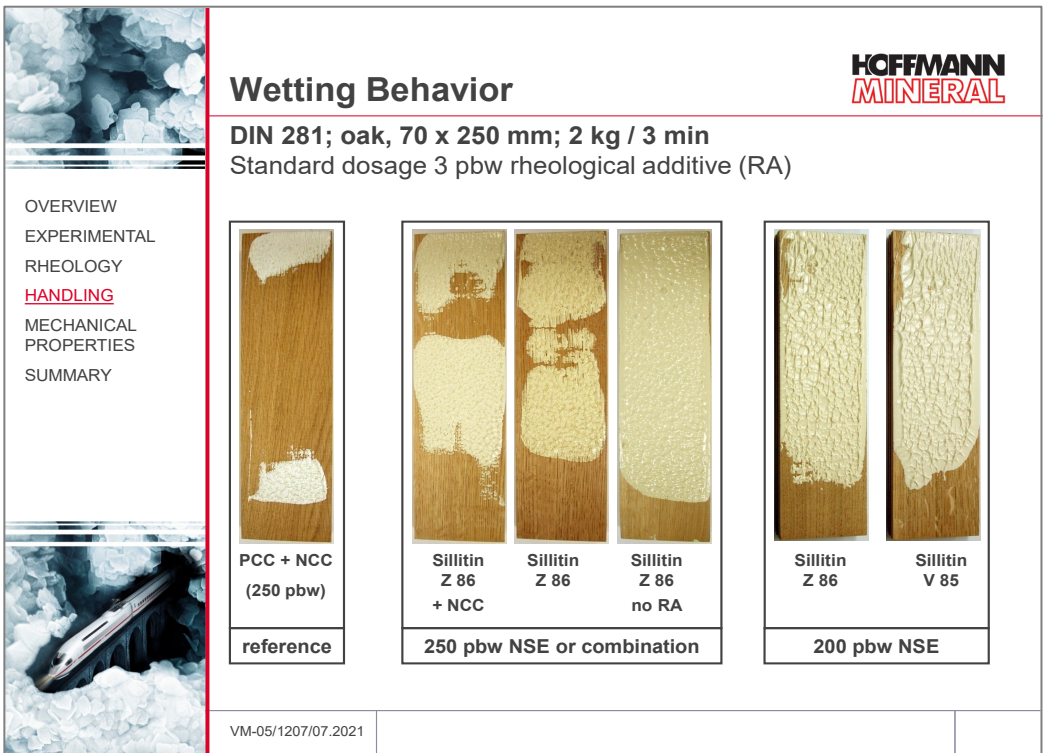 Wetting Behavior
HOFFMANN
MINERAL
DIN 281; oak, 70 x 250 mm; 2 kg / 3 min
Standard dosage 3 pbw rheological additive (RA)
OVERVIEW
EXPERIMENTAL
RHEOLOGY
HANDLING
MECHANICAL
PROPERTIES
SUMMARY
PCC + NCC
(250 pbw)
reference
Sillitin
Z 86
+ NCC
Sillitin
Z 86
Sillitin
Z 86
no RA
250 pbw NSE or combination
Sillitin
Z 86
Sillitin
V 85
200 pbw NSE
VM-05/1207/07.2021